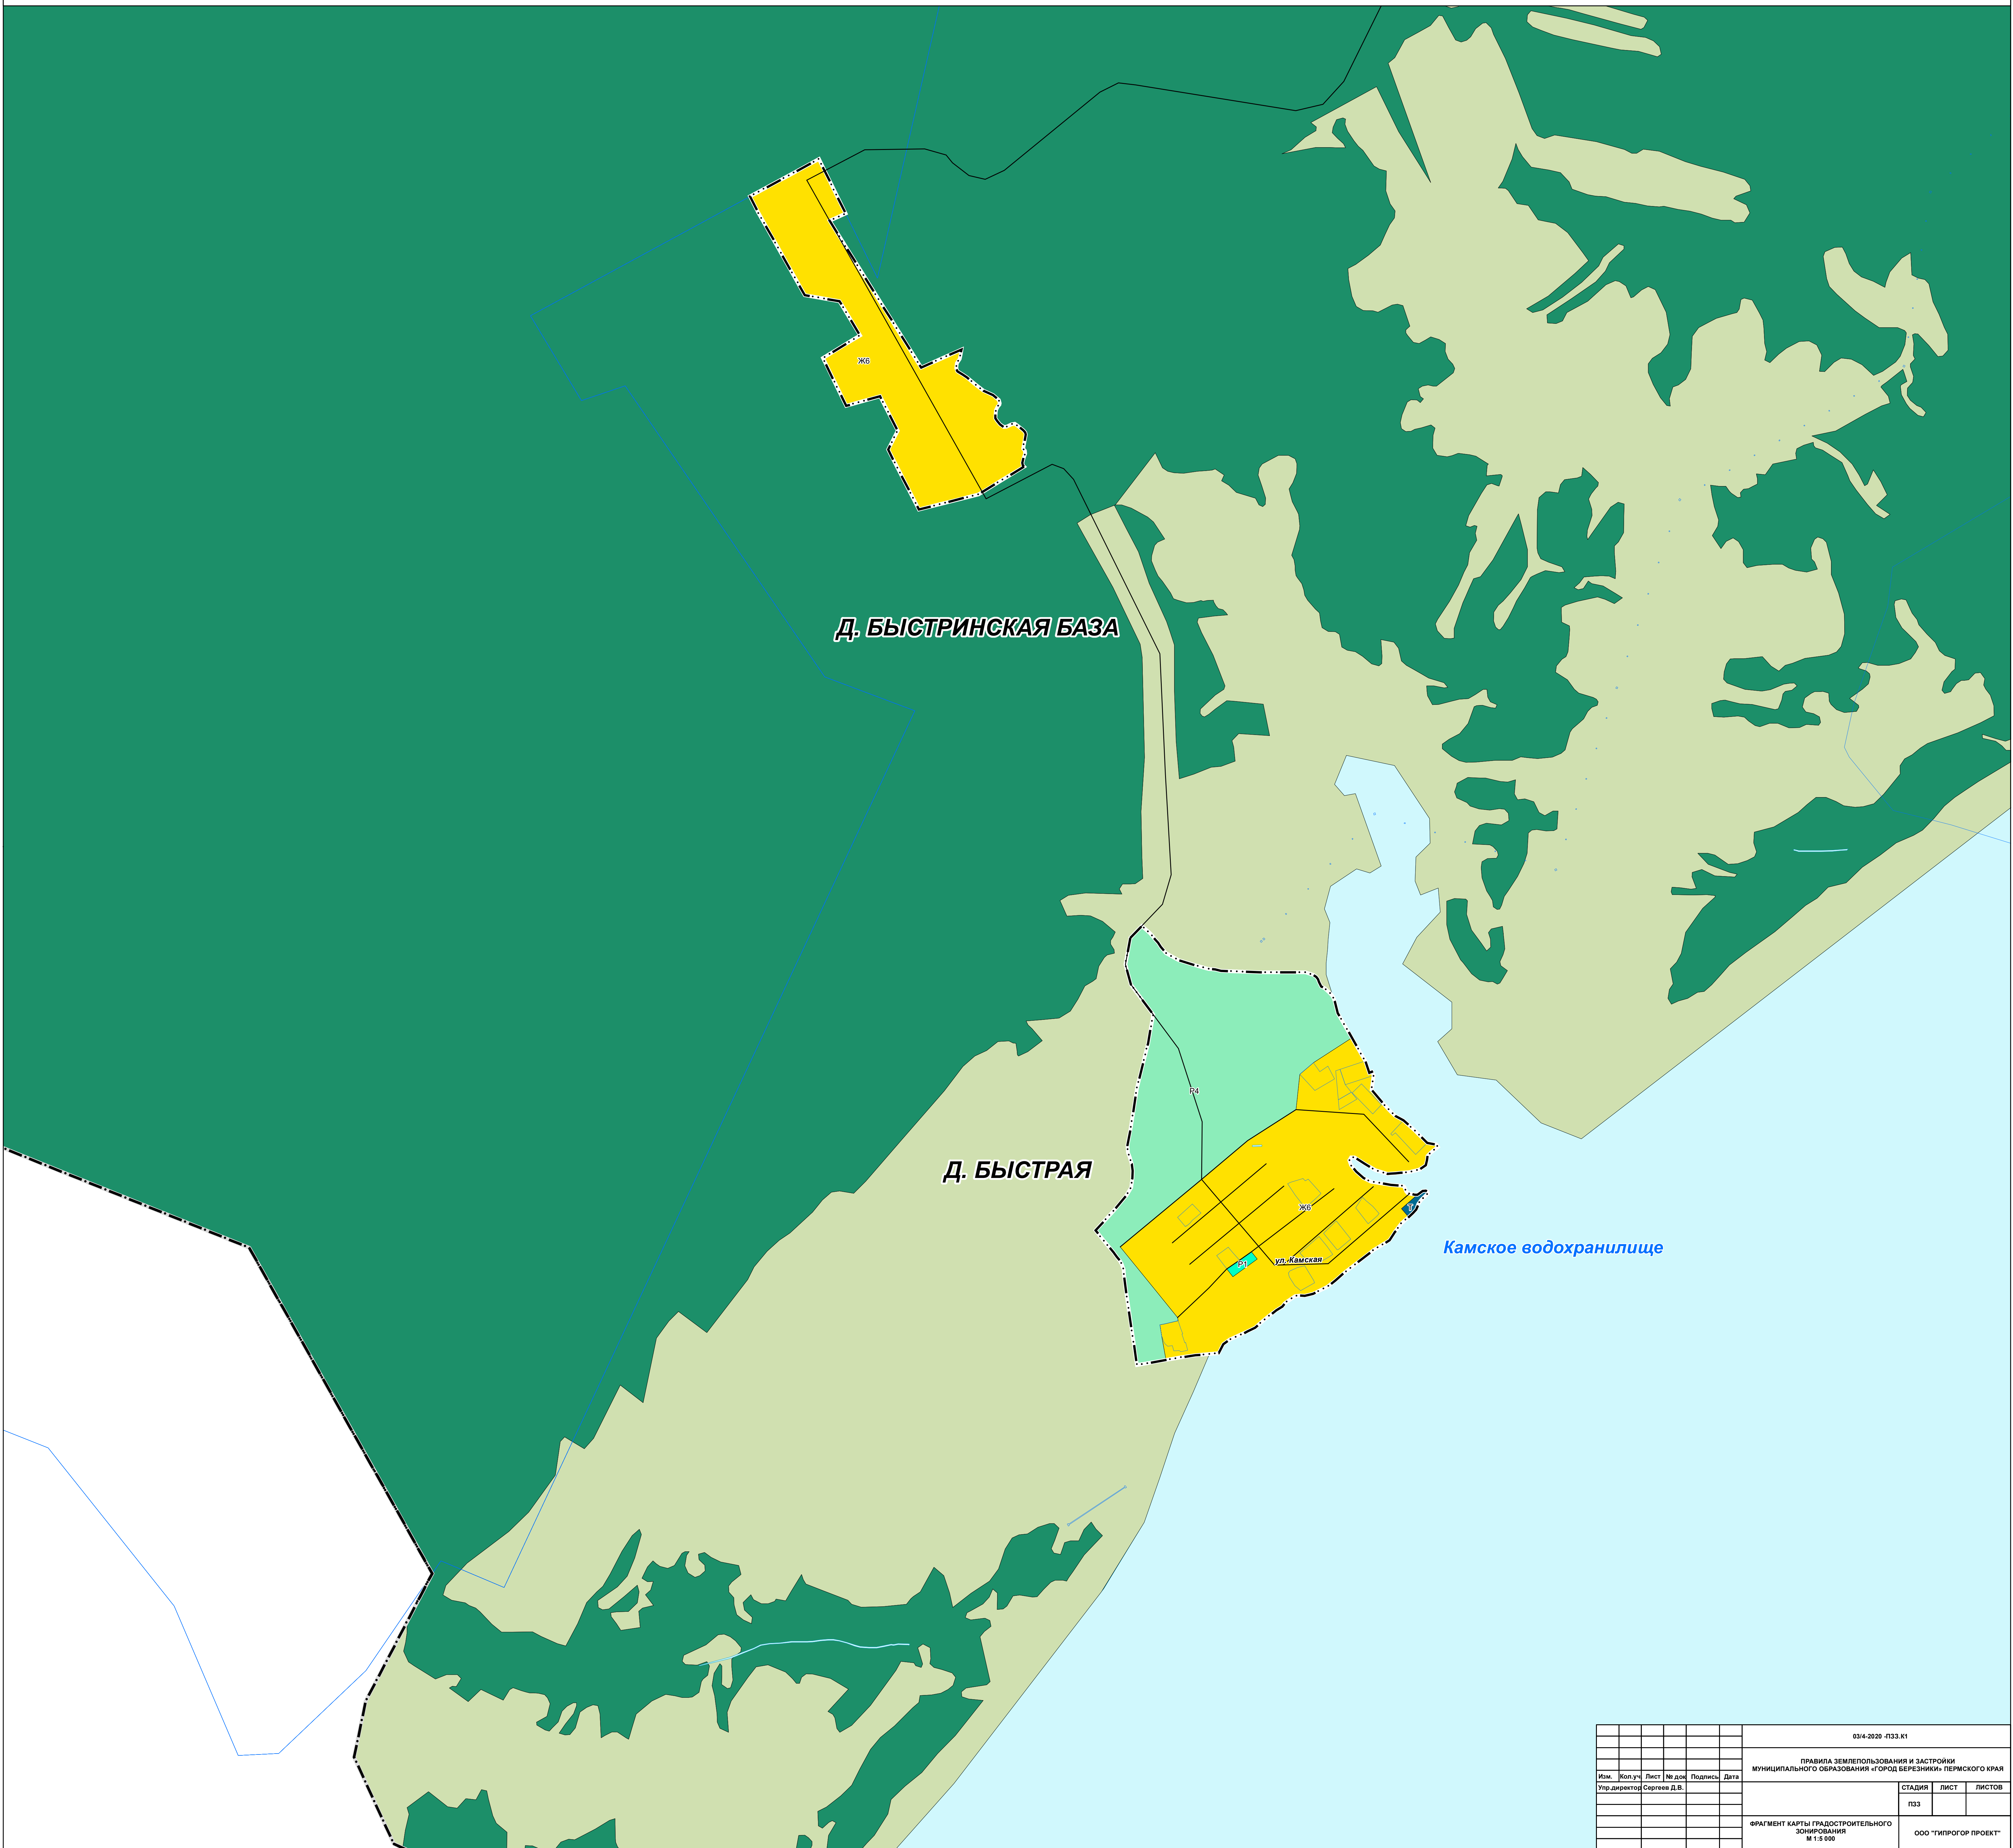 Ж6
Д. БЫСТРИНСКАЯ БАЗА
Р4
Д. БЫСТРАЯ
Ж6
Т
Камское водохранилище
ул. Камская
Р1
03/4-2020 -ПЗЗ.К1
ПРАВИЛА ЗЕМЛЕПОЛЬЗОВАНИЯ И ЗАСТРОЙКИ
МУНИЦИПАЛЬНОГО ОБРАЗОВАНИЯ «ГОРОД БЕРЕЗНИКИ» ПЕРМСКОГО КРАЯ
Изм. Кол.уч Лист № док Подпись Дата
Упр.директор Сергеев Д.В.
СТАДИЯ ЛИСТ ЛИСТОВ
ПЗЗ
ФРАГМЕНТ КАРТЫ ГРАДОСТРОИТЕЛЬНОГО
ЗОНИРОВАНИЯ
М 1:5 000
ООО "ГИПРОГОР ПРОЕКТ"